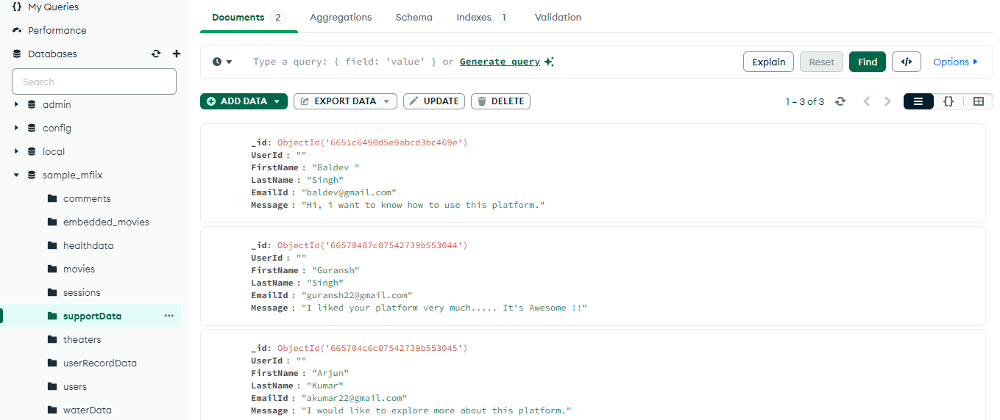 My Queries
Performance
Databases
Search
admin
config
local
sample_mflix
comments
embedded_movies
healthdata
movies
sessions
supportData
theaters
userRecordData
users
waterData
Documents 2 Aggregations Schema Indexes 1 Validation
Type a query: { field: 'value' } or Generate query Explain Reset Find </> Options
ADD DATA EXPORT DATA UPDATE DELETE 1 – 3 of 3 {}
_id: ObjectId('6651c6490d5e9abcd3bc469e')
UserId : ""
FirstName : "Baldev "
LastName : "Singh"
EmailId : "baldev@gmail.com"
Message : "Hi, i want to know how to use this platform."
_id: ObjectId('66570487c07542739b553044')
UserId : ""
FirstName : "Guransh"
LastName : "Singh"
EmailId : "guransh22@gmail.com"
Message : "I liked your platform very much..... It's Awesome !!"
_id: ObjectId('665704c6c07542739b553045')
UserId : ""
FirstName : "Arjun"
LastName : "Kumar"
EmailId : "akumar22@gmail.com"
Message : "I would like to explore more about this platform."